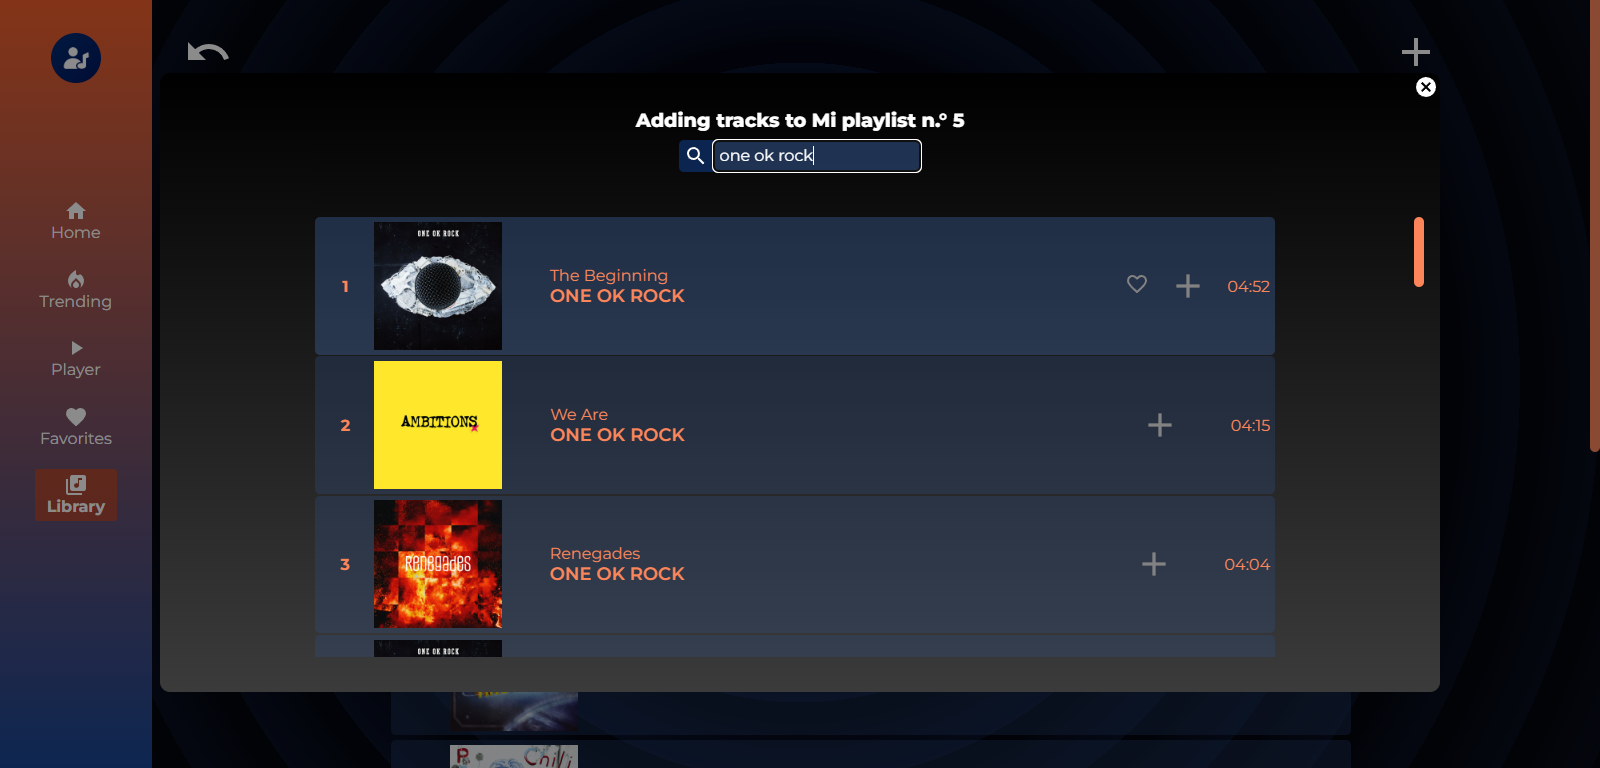 Home
Trending
Player
Favorites
Library
Adding tracks to Mi playlist n.º 5
one ok rock
1
ONE OK ROCK
The Beginning
ONE OK ROCK
04:52
2
AMBITIONS
We Are
ONE OK ROCK
04:15
3
Renegades
Renegades
ONE OK ROCK
04:04
ONE OK ROCK
P
Chili